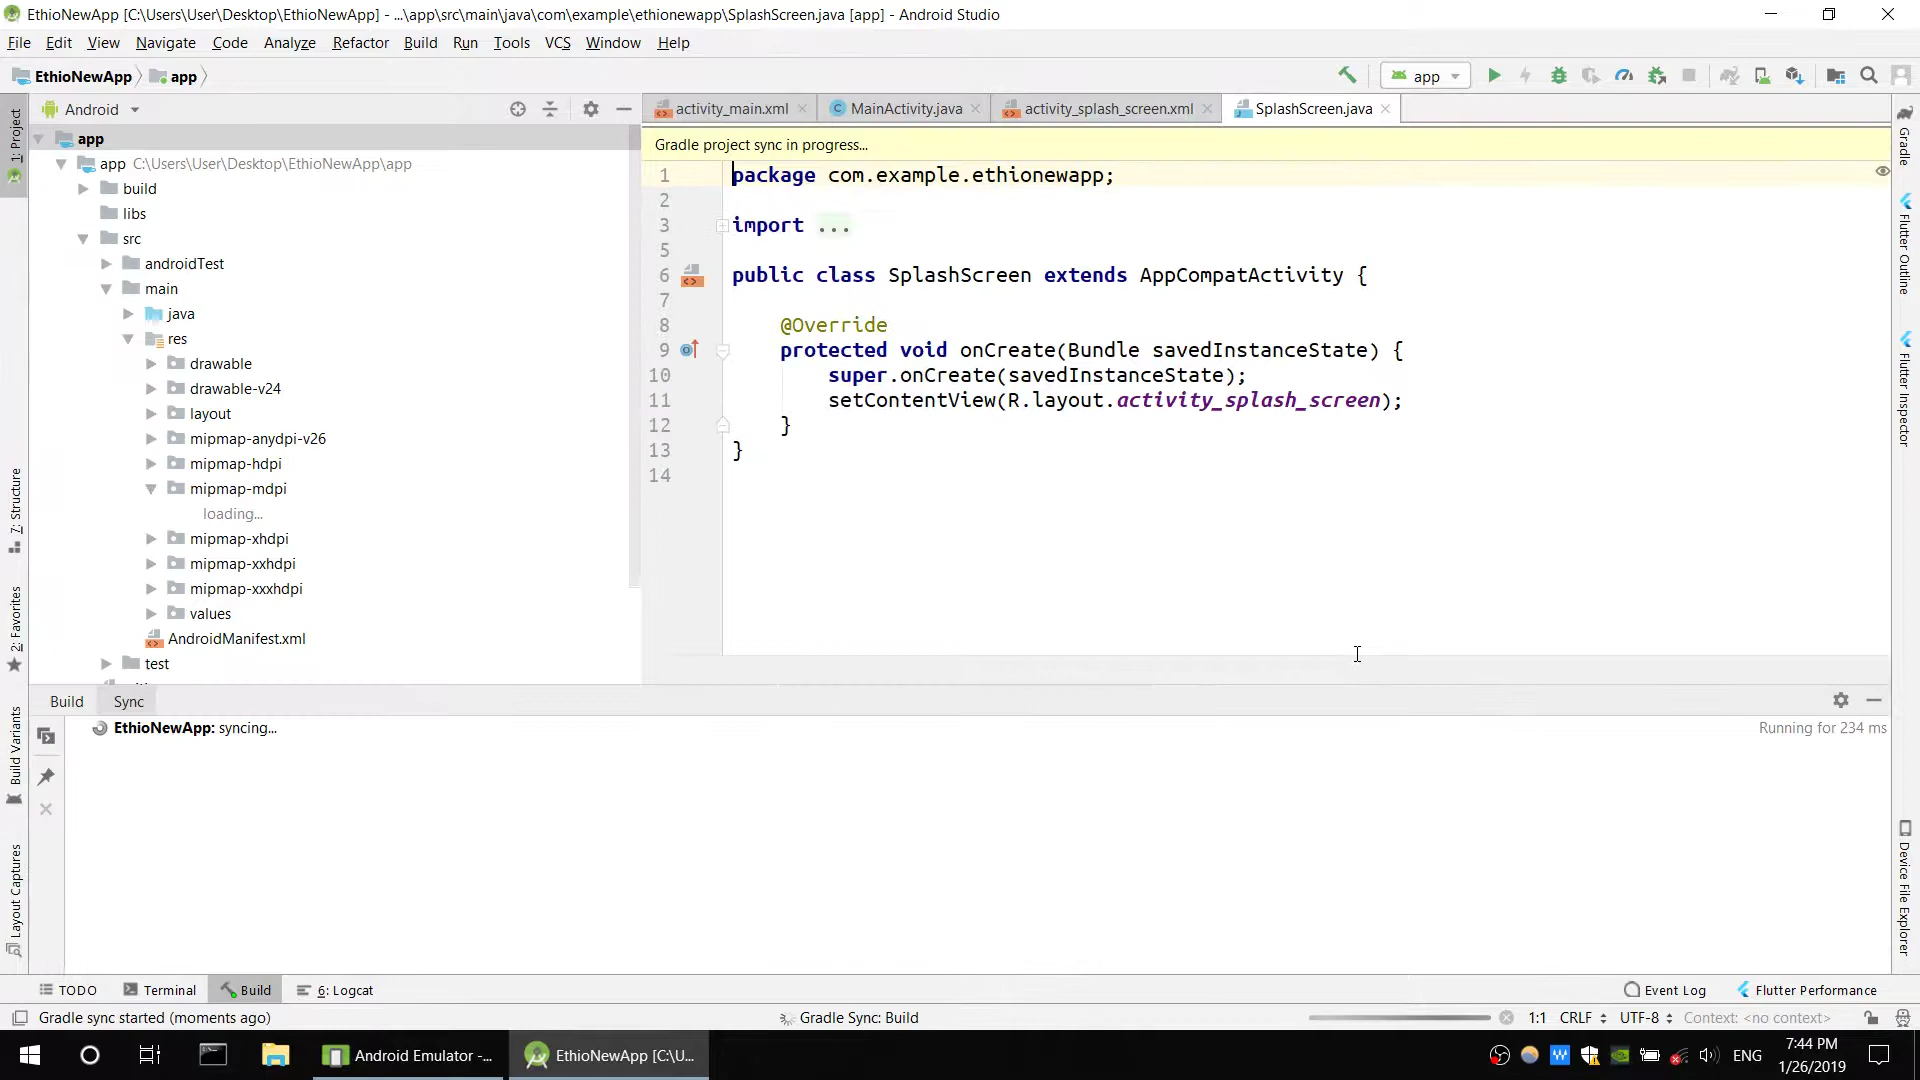 EthioNewApp [C:\Users\User\Desktop\EthioNewApp] - ...\app\src\main\java\com\example\ethionewapp\SplashScreen.java [app] - Android Studio
File Edit View Navigate Code Analyze Refactor Build Run Tools VCS Window Help
EthioNewApp app
app
Android
activity_main.xml MainActivity.java activity_splash_screen.xml SplashScreen.java
1: Project
7: Structure
2: Favorites
Build Variants
Layout Captures
app
app C:\Users\User\Desktop\EthioNewApp\app
build
libs
src
androidTest
main
java
res
drawable
drawable-v24
layout
mipmap-anydpi-v26
mipmap-hdpi
mipmap-mdpi
loading...
mipmap-xhdpi
mipmap-xxhdpi
mipmap-xxxhdpi
values
AndroidManifest.xml
test
Gradle project sync in progress...
1 package com.example.ethionewapp;
2
3 import ...
5
6 public class SplashScreen extends AppCompatActivity {
7
8 @Override
9 protected void onCreate(Bundle savedInstanceState) {
10 super.onCreate(savedInstanceState);
11 setContentView(R.layout.activity_splash_screen);
12 }
13 }
14
Gradle
Flutter Outline
Flutter Inspector
Device File Explorer
Build Sync
EthioNewApp: syncing...
Running for 234 ms
TODO Terminal Build 6: Logcat
Event Log Flutter Performance
Gradle sync started (moments ago)
Gradle Sync: Build
1:1 CRLF UTF-8 Context: <no context>
Android Emulator -... EthioNewApp [C:\U...
ENG
7:44 PM
1/26/2019